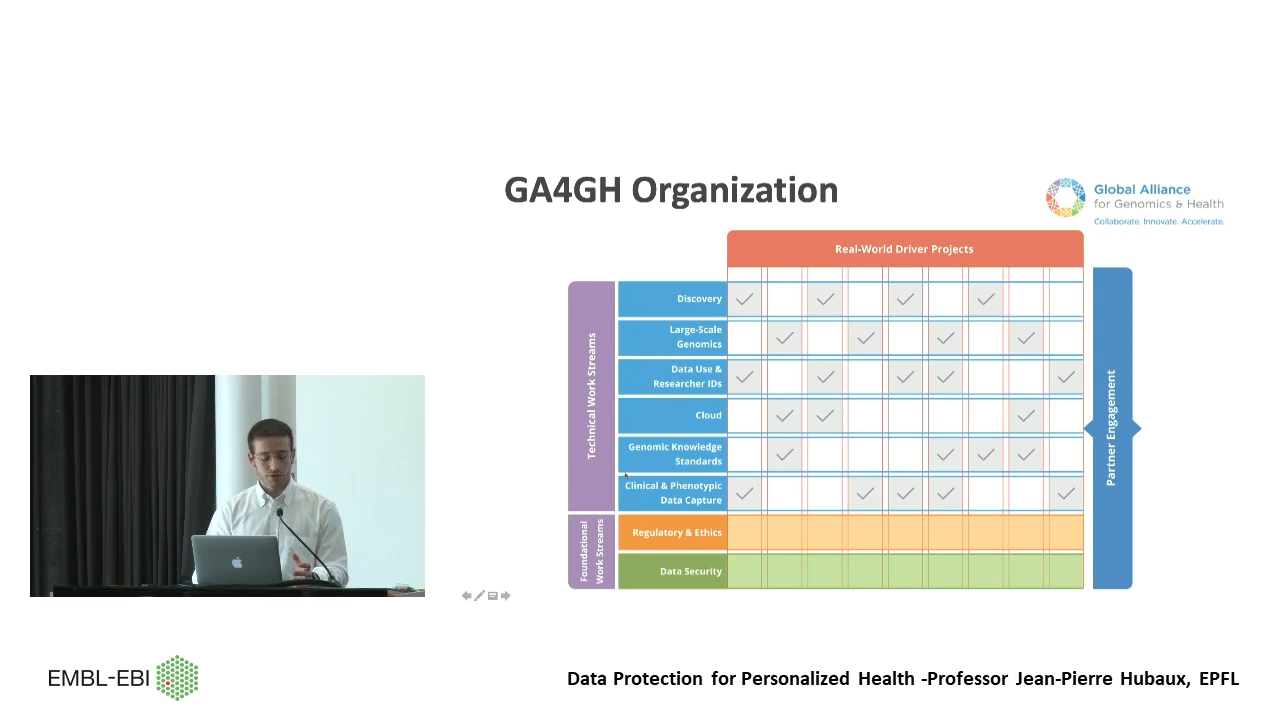 GA4GH Organization
Global Alliance
for Genomics & Health
Collaborate. Innovate. Accelerate.
Real-World Driver Projects
Technical Work Streams
Discovery
Large-Scale
Genomics
Data Use &
Researcher IDs
Cloud
Genomic Knowledge
Standards
Clinical & Phenotypic
Data Capture
Foundational
Work Streams
Regulatory & Ethics
Data Security
Partner Engagement
EMBL-EBI
Data Protection for Personalized Health -Professor Jean-Pierre Hubaux, EPFL